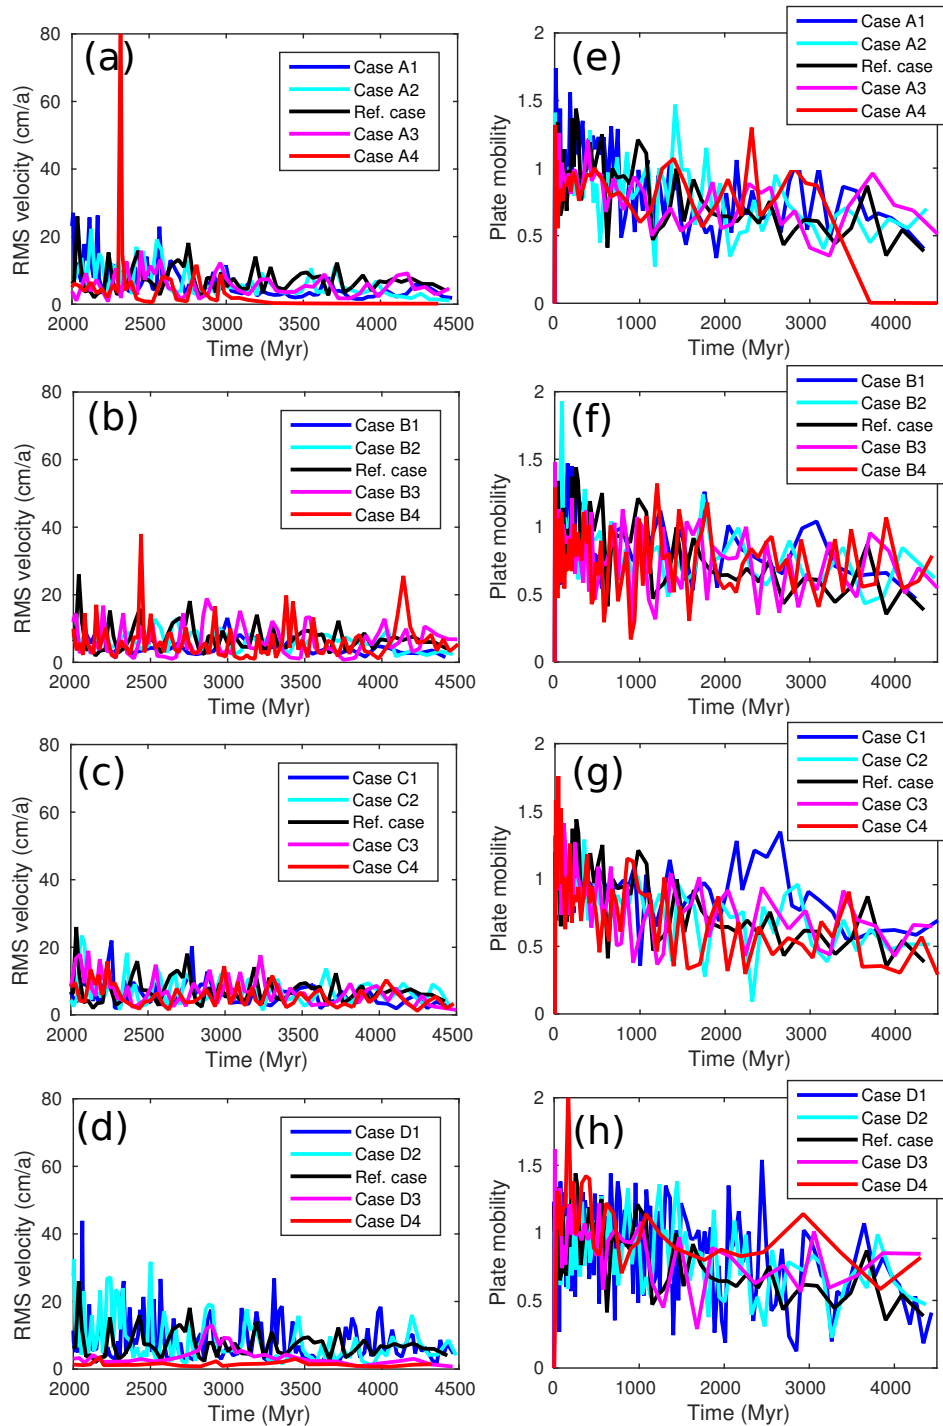 (a)
RMS velocity (cm/a)
80
60
40
20
0
Case A1
Case A2
Ref. case
Case A3
Case A4
2000 2500 3000 3500 4000 4500
Time (Myr)
(e)
Plate mobility
2
1.5
1
0.5
0
Case A1
Case A2
Ref. case
Case A3
Case A4
0 1000 2000 3000 4000
Time (Myr)
(b)
RMS velocity (cm/a)
80
60
40
20
0
Case B1
Case B2
Ref. case
Case B3
Case B4
2000 2500 3000 3500 4000 4500
Time (Myr)
(f)
Plate mobility
2
1.5
1
0.5
0
Case B1
Case B2
Ref. case
Case B3
Case B4
0 1000 2000 3000 4000
Time (Myr)
(c)
RMS velocity (cm/a)
80
60
40
20
0
Case C1
Case C2
Ref. case
Case C3
Case C4
2000 2500 3000 3500 4000 4500
Time (Myr)
(g)
Plate mobility
2
1.5
1
0.5
0
Case C1
Case C2
Ref. case
Case C3
Case C4
0 1000 2000 3000 4000
Time (Myr)
(d)
RMS velocity (cm/a)
80
60
40
20
0
Case D1
Case D2
Ref. case
Case D3
Case D4
2000 2500 3000 3500 4000 4500
Time (Myr)
(h)
Plate mobility
2
1.5
1
0.5
0
Case D1
Case D2
Ref. case
Case D3
Case D4
0 1000 2000 3000 4000
Time (Myr)